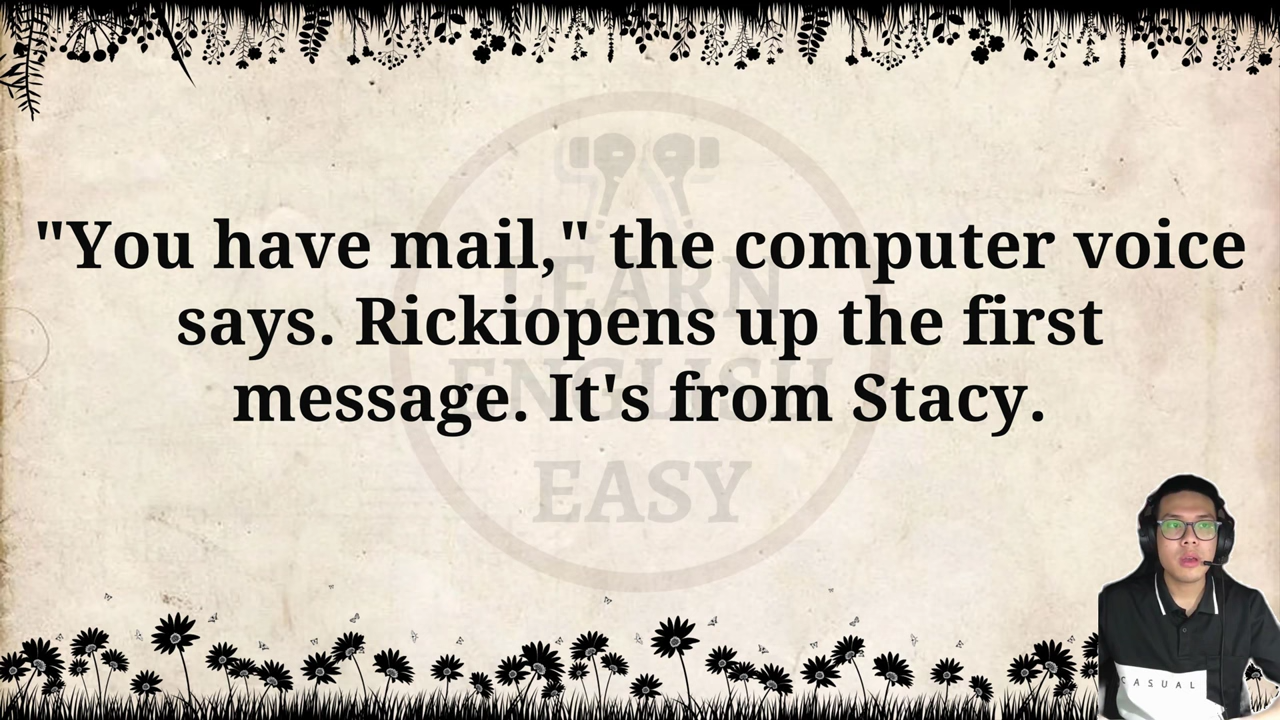 "You have mail," the computer voice
says. Rickiopens up the first
message. It's from Stacy.
LEARN
ENGLISH
EASY
CASUAL